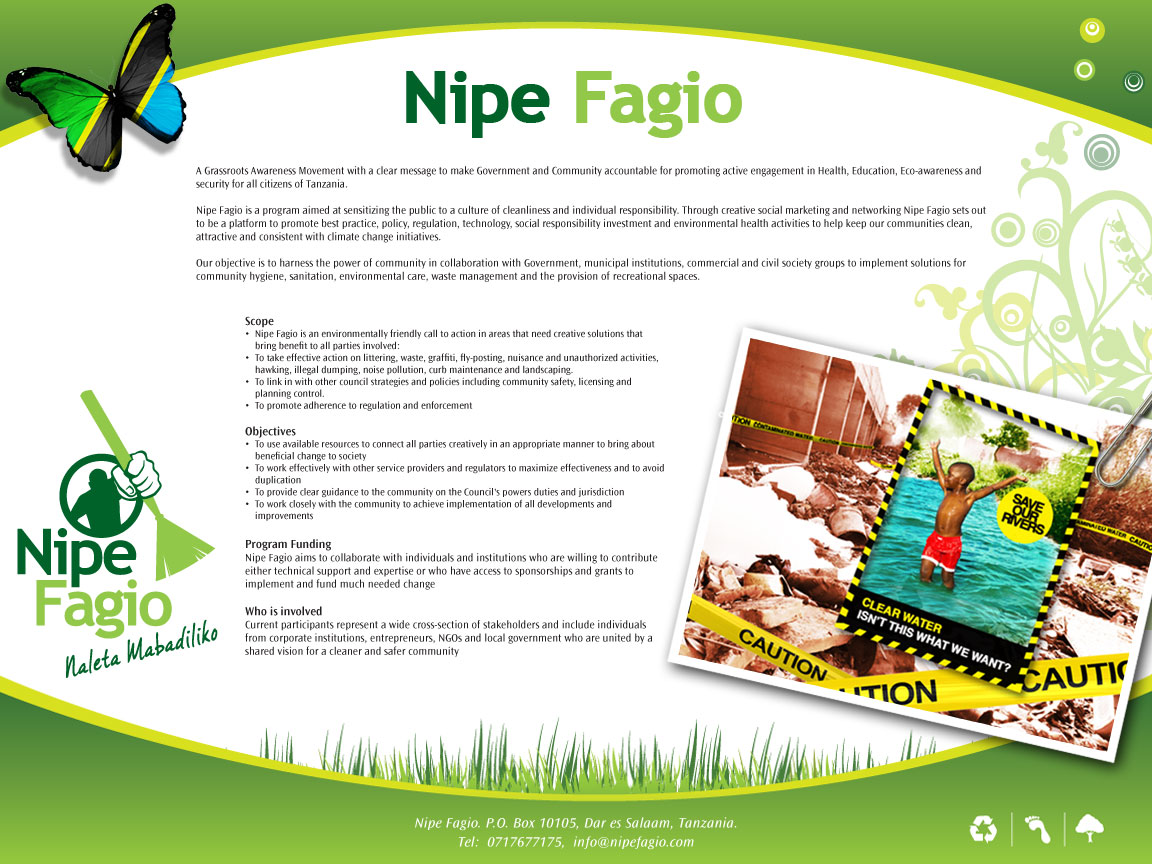 Nipe Fagio
A Grassroots Awareness Movement with a clear message to make Government and Community accountable for promoting active engagement in Health, Education, Eco-awareness and
security for all citizens of Tanzania.
Nipe Fagio is a program aimed at sensitizing the public to a culture of cleanliness and individual responsibility. Through creative social marketing and networking Nipe Fagio sets out
to be a platform to promote best practice, policy, regulation, technology, social responsibility investment and environmental health activities to help keep our communities clean,
attractive and consistent with climate change initiatives.
Our objective is to harness the power of community in collaboration with Government, municipal institutions, commercial and civil society groups to implement solutions for
community hygiene, sanitation, environmental care, waste management and the provision of recreational spaces.
Scope
• Nipe Fagio is an environmentally friendly call to action in areas that need creative solutions that
bring benefit to all parties involved:
• To take effective action on littering, waste, graffiti, fly-posting, nuisance and unauthorized activities,
hawking, illegal dumping, noise pollution, curb maintenance and landscaping.
• To link in with other council strategies and policies including community safety, licensing and
planning control.
• To promote adherence to regulation and enforcement
Objectives
• To use available resources to connect all parties creatively in an appropriate manner to bring about
beneficial change to society
• To work effectively with other service providers and regulators to maximize effectiveness and to avoid
duplication
• To provide clear guidance to the community on the Council's powers duties and jurisdiction
• To work closely with the community to achieve implementation of all developments and
improvements
Program Funding
Nipe Fagio aims to collaborate with individuals and institutions who are willing to contribute
either technical support and expertise or who have access to sponsorships and grants to
implement and fund much needed change
Who is involved
Current participants represent a wide cross-section of stakeholders and include individuals
from corporate institutions, entrepreneurs, NGOs and local government who are united by a
shared vision for a cleaner and safer community
Nipe
Fagio
Naleta Mabadiliko
CAUTION CONTAMINATED WATER CAUTION
SAVE
OUR
RIVERS
CONTAMINATED WATER CAUTION
CLEAR WATER
ISN'T THIS WHAT WE WANT?
CAUTION
CAUTION
UTION
Nipe Fagio. P.O. Box 10105, Dar es Salaam, Tanzania.
Tel: 0717677175, info@nipefagio.com